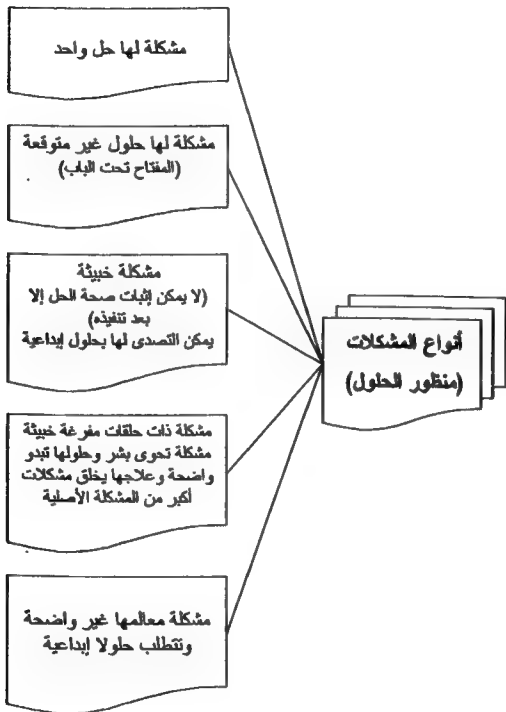 أنواع المشكلات
(منظور الحلول)
مشكلة لها حل واحد
مشكلة لها حلول غير متوقعة
(المفتاح تحت الباب)
مشكلة خبيثة
(لا يمكن إثبات صحة الحل إلا
بعد تنفيذه)
يمكن التصدى لها بحلول إبداعية
مشكلة ذات حلقات مفرغة خبيثة
مشكلة تحوى بشر وحلولها تبدو
واضحة وعلاجها يخلق مشكلات
أكبر من المشكلة الأصلية
مشكلة معالمها غير واضحة
وتتطلب حلولا إبداعية